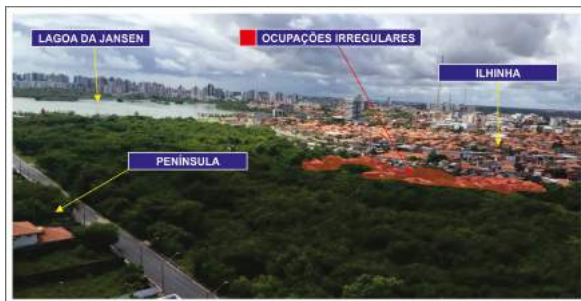 LAGOA DA JANSEN
OCUPAÇÕES IRREGULARES
ILHINHA
PENÍNSULA